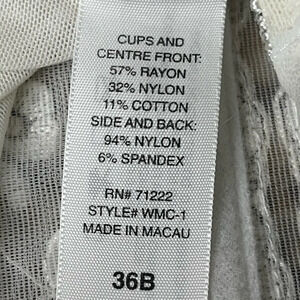 CUPS AND
CENTRE FRONT:
57% RAYON
32% NYLON
11% COTTON
SIDE AND BACK:
94% NYLON
6% SPANDEX
RN# 71222
STYLE# WMC-1
MADE IN MACAU
36B